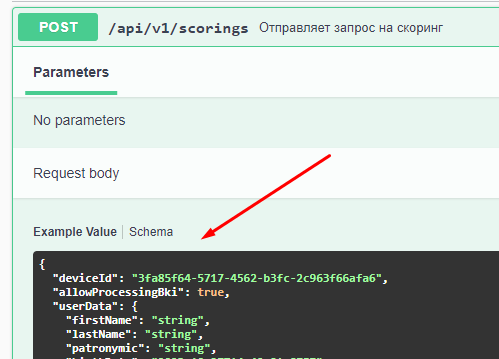 POST /api/v1/scorings Отправляет запрос на скоринг
Parameters
No parameters
Request body
Example Value | Schema
{
"deviceId": "3fa85f64-5717-4562-b3fc-2c963f66afa6",
"allowProcessingBki": true,
"userData": {
"firstName": "string",
"lastName": "string",
"patronymic": "string",